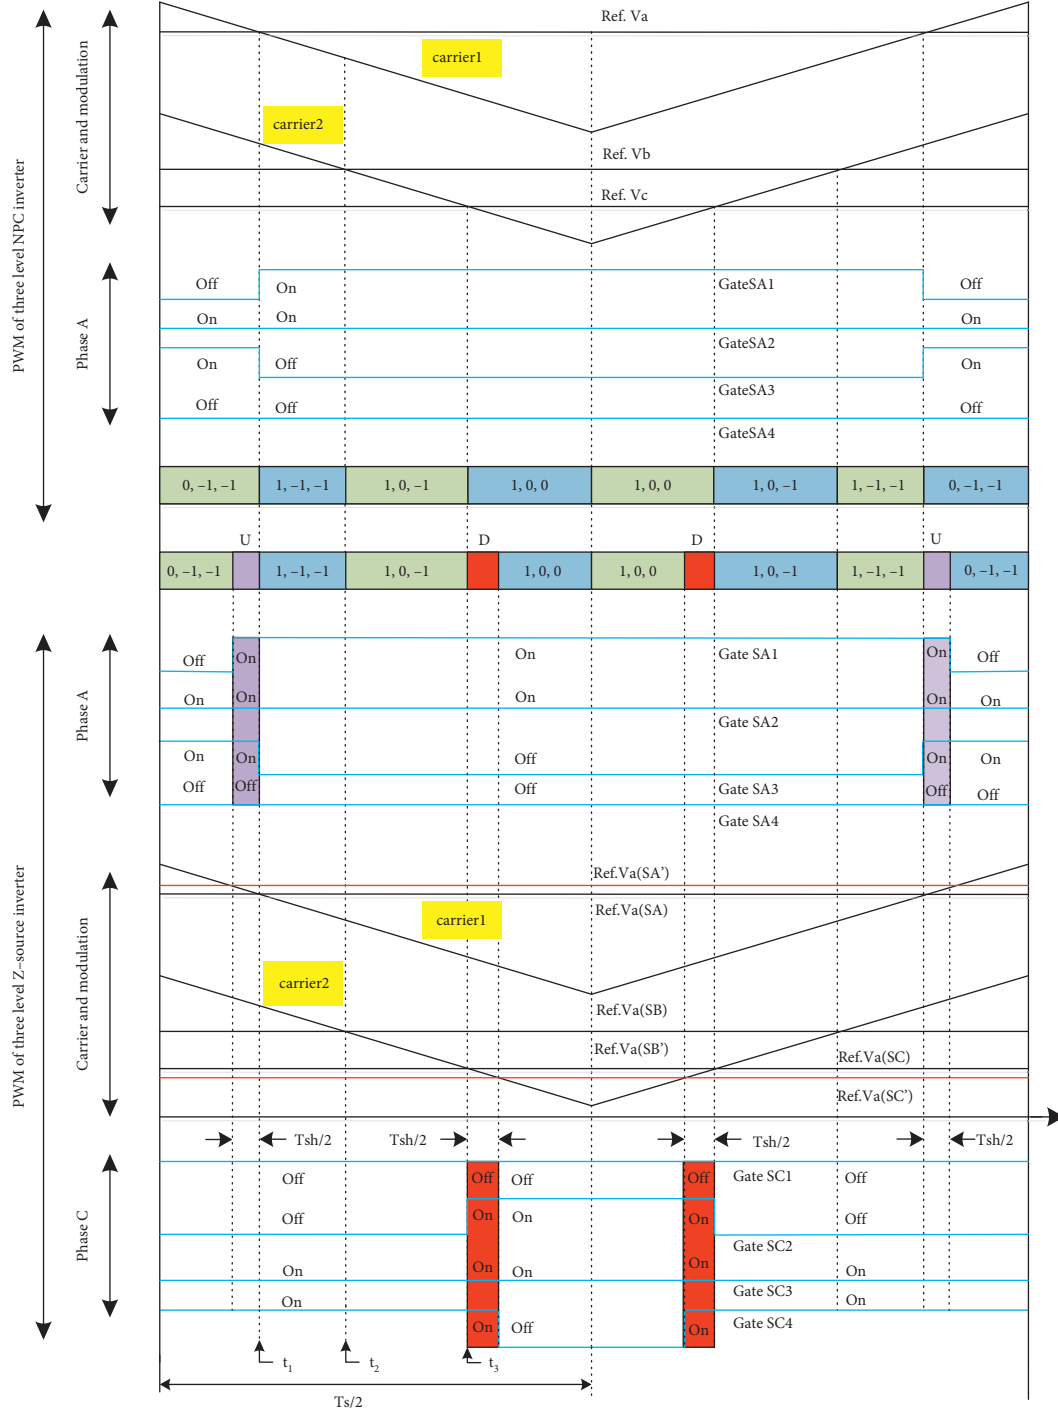 PWM of three level NPC inverter
Carrier and modulation
Ref. Va
carrier1
carrier2
Ref. Vb
Ref. Vc
Phase A
Off
On
GateSA1
Off
On
On
On
GateSA2
On
Off
On
GateSA3
Off
Off
Off
GateSA4
0, –1, –1
1, –1, –1
1, 0, –1
1, 0, 0
1, 0, 0
1, 0, –1
1, –1, –1
0, –1, –1
U
D
D
U
0, –1, –1
1, –1, –1
1, 0, –1
1, 0, 0
1, 0, 0
1, 0, –1
1, –1, –1
0, –1, –1
PWM of three level Z–source inverter
Phase A
Off
On
On
Gate SA1
On
Off
On
On
On
On
On
Gate SA2
On
On
Off
On
On
Off
Off
Off
Gate SA3
Off
Off
Gate SA4
Carrier and modulation
Ref.Va(SA’)
Ref.Va(SA)
carrier1
carrier2
Ref.Va(SB)
Ref.Va(SB’)
Ref.Va(SC)
Ref.Va(SC’)
Tsh/2
Tsh/2
Tsh/2
Tsh/2
Phase C
Off
Off
Off
Off
Gate SC1
Off
Off
On
On
On
Off
Gate SC2
On
On
On
On
On
Gate SC3
On
On
On
Off
On
Gate SC4
t1
t2
t3
Ts/2